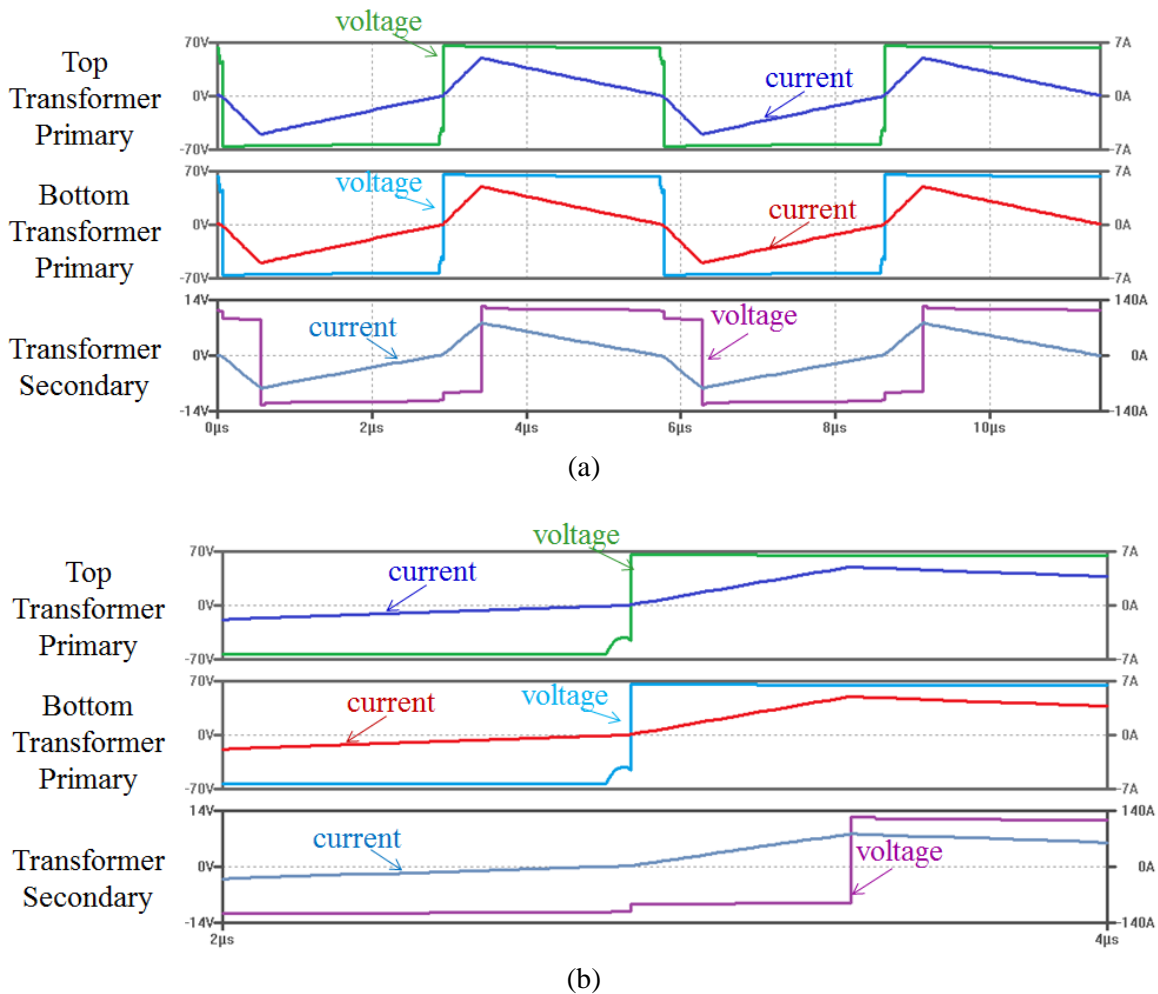 voltage
70V
7A
Top
Transformer
Primary
current
0V
0A
-70V
-7A
70V
7A
Bottom
Transformer
Primary
voltage
current
0V
0A
-70V
-7A
14V
140A
Transformer
Secondary
current
voltage
0V
0A
-14V
-140A
0µs
2µs
4µs
6µs
8µs
10µs
(a)
voltage
70V
7A
Top
Transformer
Primary
current
0V
0A
-70V
-7A
70V
7A
Bottom
Transformer
Primary
current
voltage
0V
0A
-70V
-7A
14V
140A
Transformer
Secondary
current
voltage
0V
0A
-14V
-140A
2µs
4µs
(b)